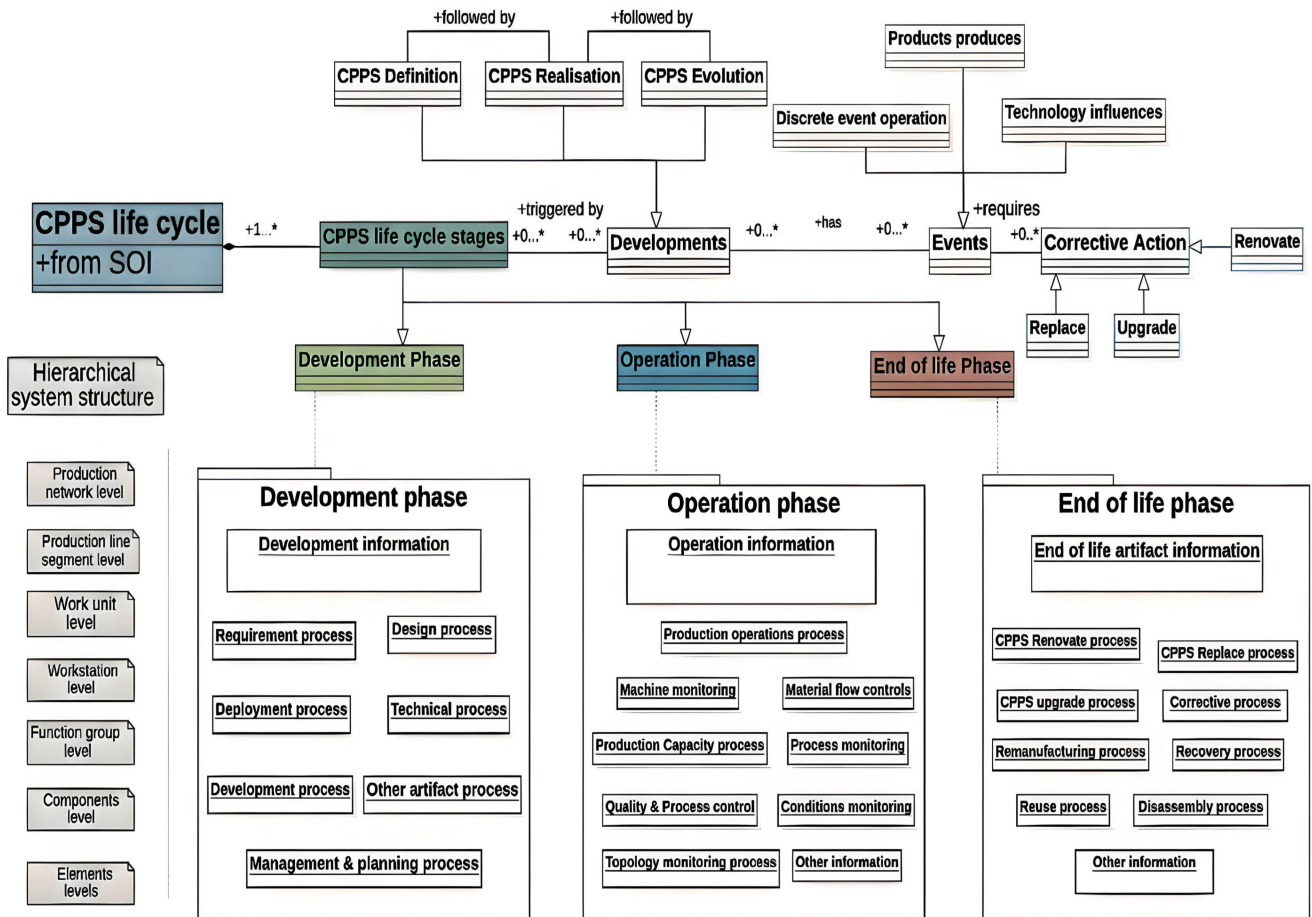 +followed by
+followed by
CPPS Definition
CPPS Realisation
CPPS Evolution
Products produces
Discrete event operation
Technology influences
CPPS life cycle
+from SOI
+1...*
CPPS life cycle stages
+triggered by
+0...*
+0...*
Developments
+0...*
+has
+0...*
Events
+requires
+0..*
Corrective Action
Renovate
Replace
Upgrade
Development Phase
Operation Phase
End of life Phase
Hierarchical
system structure
Production
network level
Production line
segment level
Work unit
level
Workstation
level
Function group
level
Components
level
Elements
levels
Development phase
Development information
Requirement process
Design process
Deployment process
Technical process
Development process
Other artifact process
Management & planning process
Operation phase
Operation information
Production operations process
Machine monitoring
Material flow controls
Production Capacity process
Process monitoring
Quality & Process control
Conditions monitoring
Topology monitoring process
Other information
End of life phase
End of life artifact information
CPPS Renovate process
CPPS Replace process
CPPS upgrade process
Corrective process
Remanufacturing process
Recovery process
Reuse process
Disassembly process
Other information